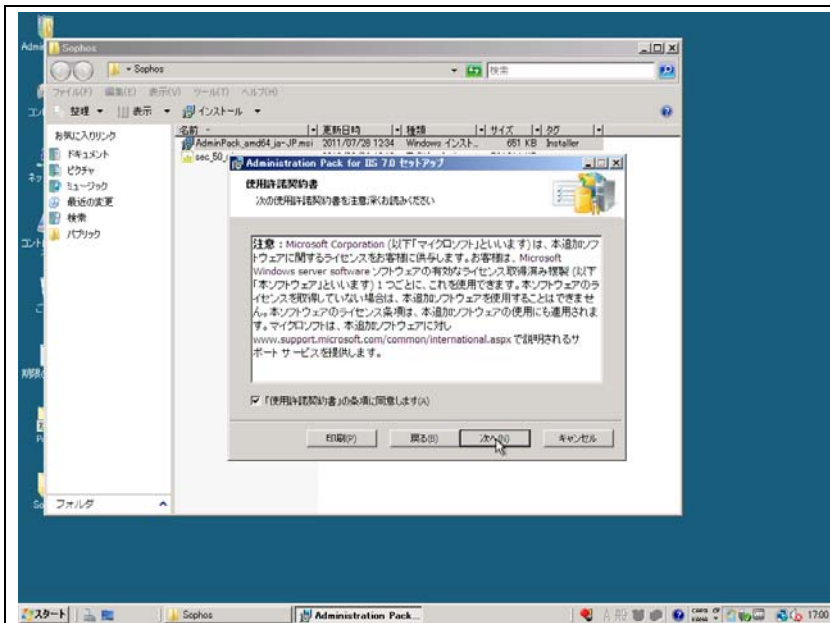 Sophos
Sophos
検索
ファイル(F) 編集(E) 表示(V) ツール(T) ヘルプ(H)
整理 表示 インストール
お気に入りリンク
ドキュメント
ピクチャ
ミュージック
最近の変更
検索
パブリック
フォルダ
名前 更新日時 種類 サイズ タグ
AdminPack_amd64_ja-JP.msi 2011/07/28 1234 Windows インスト... 651 KB Installer
sec_50
Administration Pack for IIS 7.0 セットアップ
使用許諾契約書
次の使用許諾契約書を注意深くお読みください
注意：Microsoft Corporation (以下「マイクロソフト」といいます) は、本追加ソフ
トウェアに関するライセンスをお客様に供与します。お客様は、Microsoft
Windows server software ソフトウェアの有効なライセンス取得済み複製 (以下
「本ソフトウェア」といいます) 1 つごとに、これを使用できます。本ソフトウェアのラ
イセンスを取得していない場合は、本追加ソフトウェアを使用することはできませ
ん。本ソフトウェアのライセンス条項は、本追加ソフトウェアの使用にも適用されま
す。マイクロソフトは、本追加ソフトウェアに対し
www.support.microsoft.com/common/international.aspx で説明されるサ
ポート サービスを提供します。
「使用許諾契約書」の条項に同意します(A)
印刷(P) 戻る(B) 次へ(N) キャンセル
スタート Sophos Administration Pack... A 般 17:00